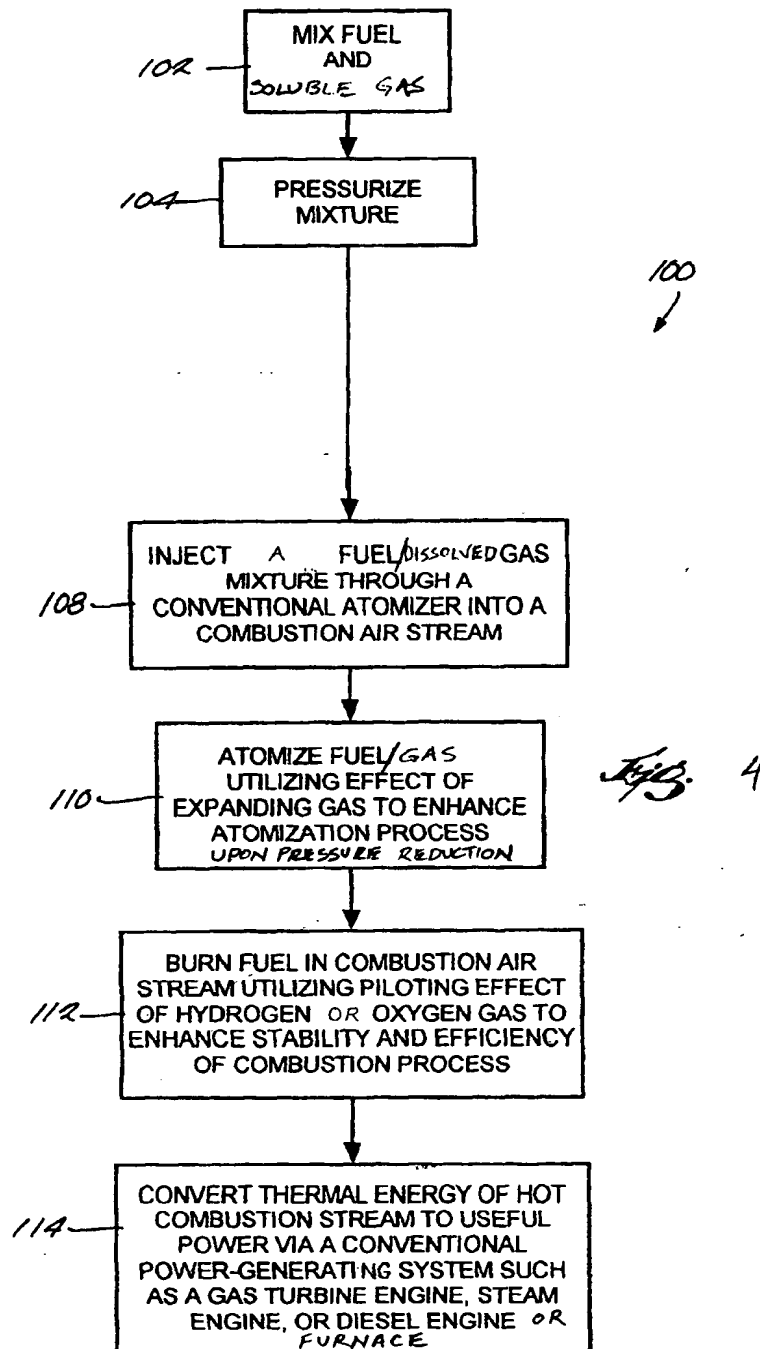 MIX FUEL
AND
SOLUBLE GAS
102
PRESSURIZE
MIXTURE
104
100
INJECT A FUEL/DISSOLVED GAS
MIXTURE THROUGH A
CONVENTIONAL ATOMIZER INTO A
COMBUSTION AIR STREAM
108
ATOMIZE FUEL/GAS
UTILIZING EFFECT OF
EXPANDING GAS TO ENHANCE
ATOMIZATION PROCESS
UPON PRESSURE REDUCTION
110
Fig. 4
BURN FUEL IN COMBUSTION AIR
STREAM UTILIZING PILOTING EFFECT
OF HYDROGEN OR OXYGEN GAS TO
ENHANCE STABILITY AND EFFICIENCY
OF COMBUSTION PROCESS
112
CONVERT THERMAL ENERGY OF HOT
COMBUSTION STREAM TO USEFUL
POWER VIA A CONVENTIONAL
POWER-GENERATING SYSTEM SUCH
AS A GAS TURBINE ENGINE, STEAM
ENGINE, OR DIESEL ENGINE OR
FURNACE
114